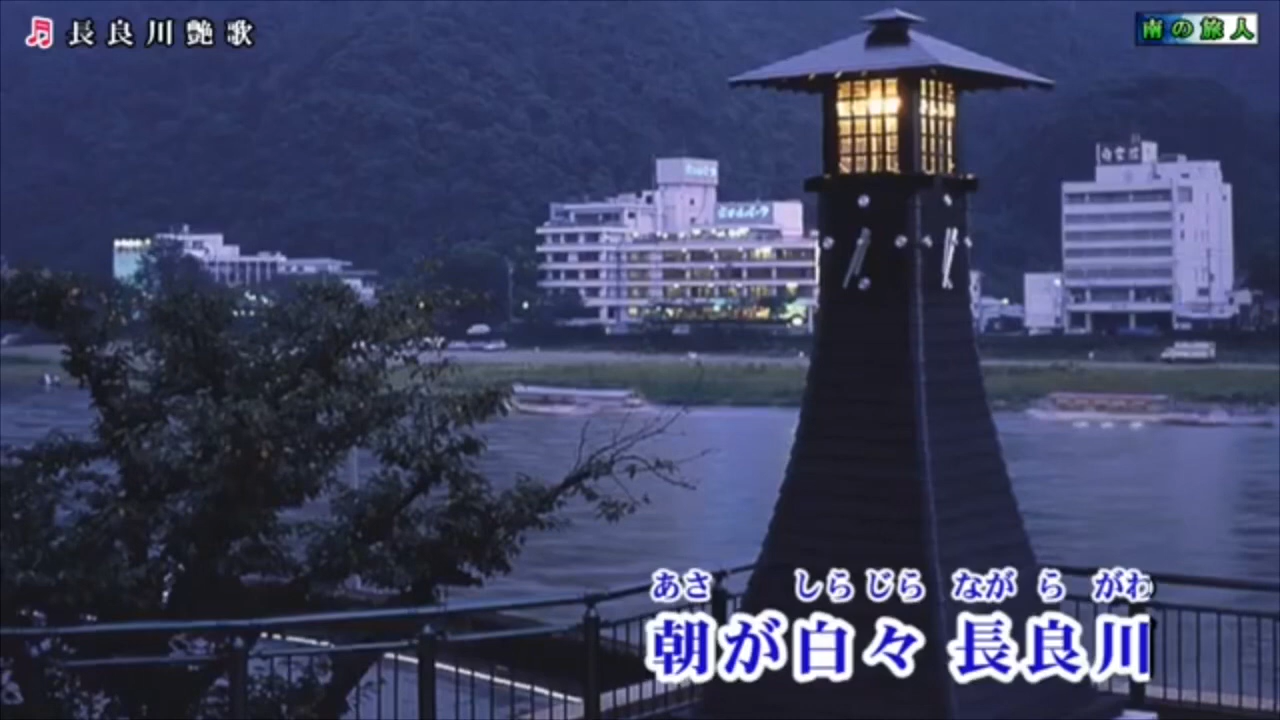 長良川艶歌
南の旅人
あさ しらじら ながらがわ
朝が白々 長良川